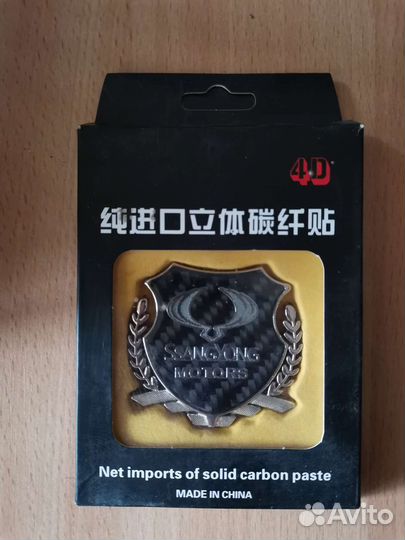 4D
纯进口立体碳纤贴
SSANGYONG
MOTORS
Net imports of solid carbon paste
MADE IN CHINA
Avito